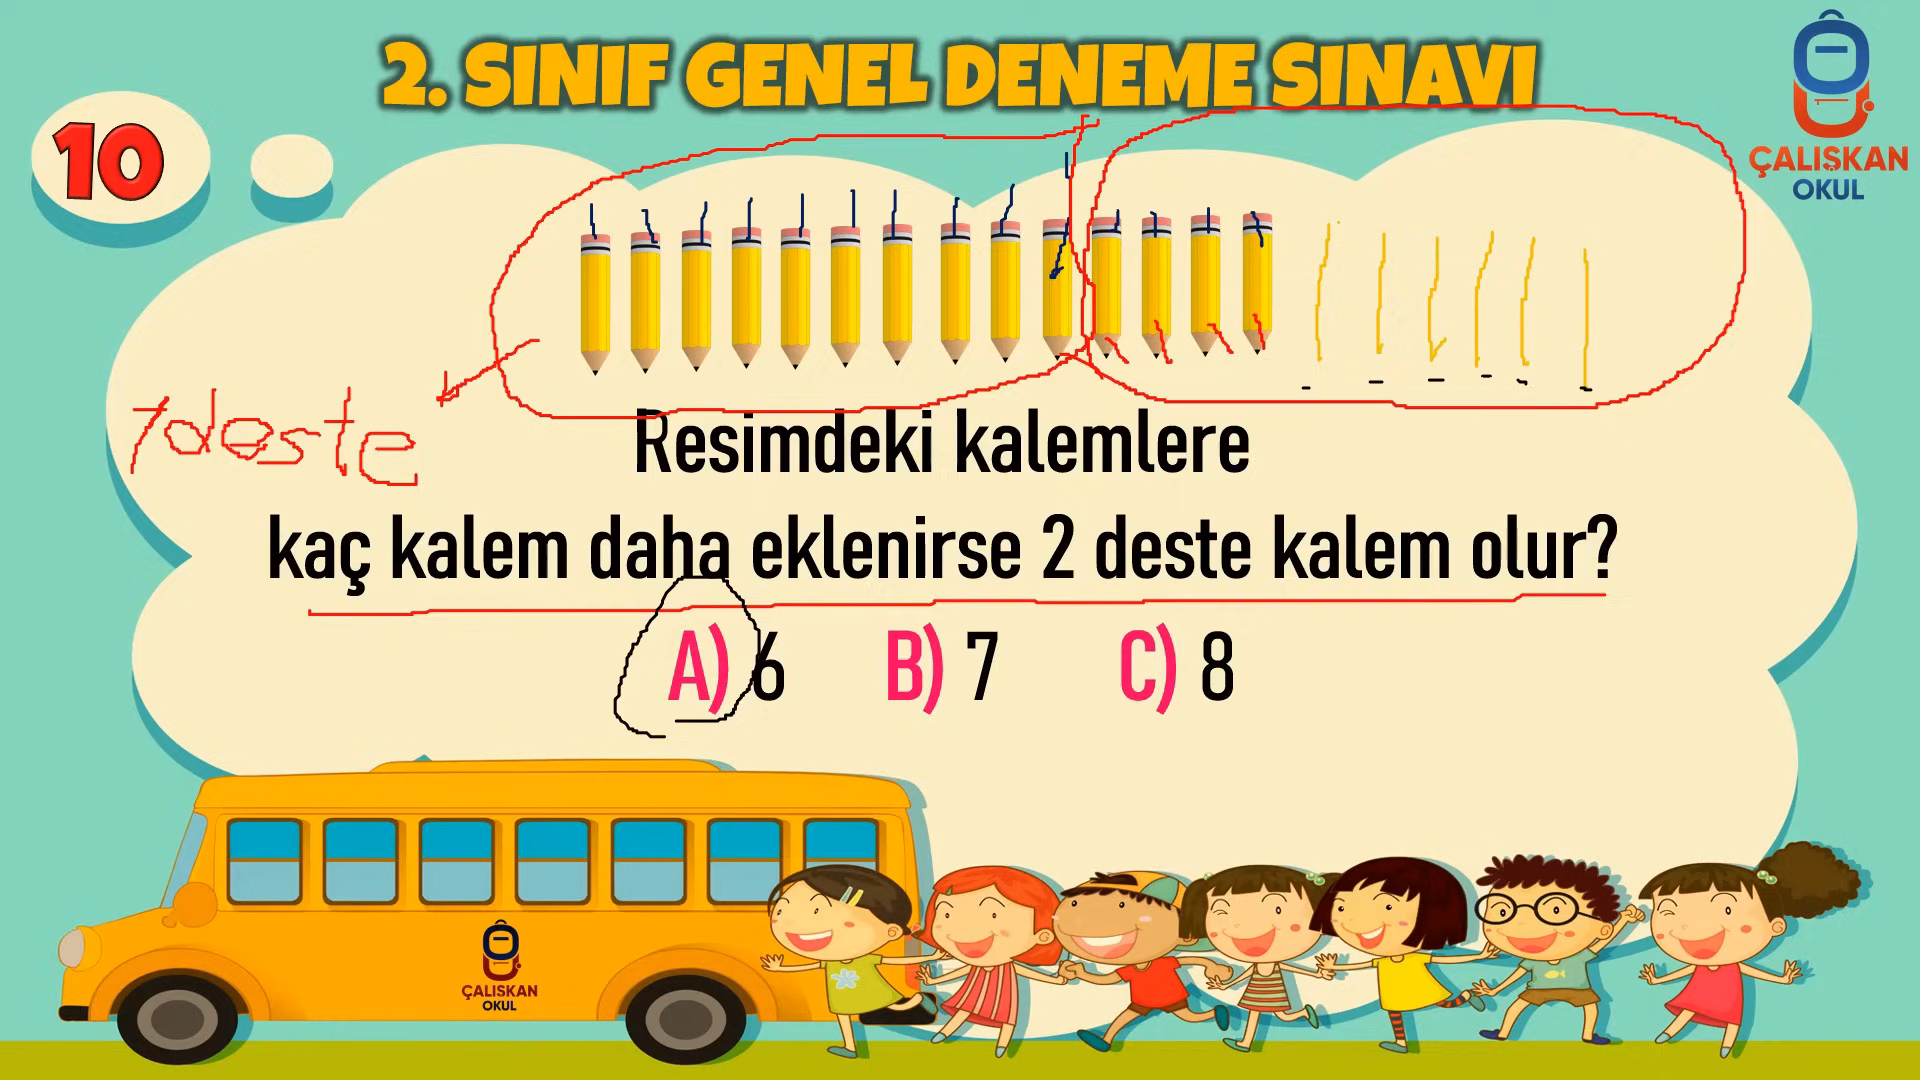 2. SINIF GENEL DENEME SINAVI
10
ÇALIŞKAN
OKUL
1deste
Resimdeki kalemlere
kaç kalem daha eklenirse 2 deste kalem olur?
A) 6 B) 7 C) 8
ÇALIŞKAN
OKUL